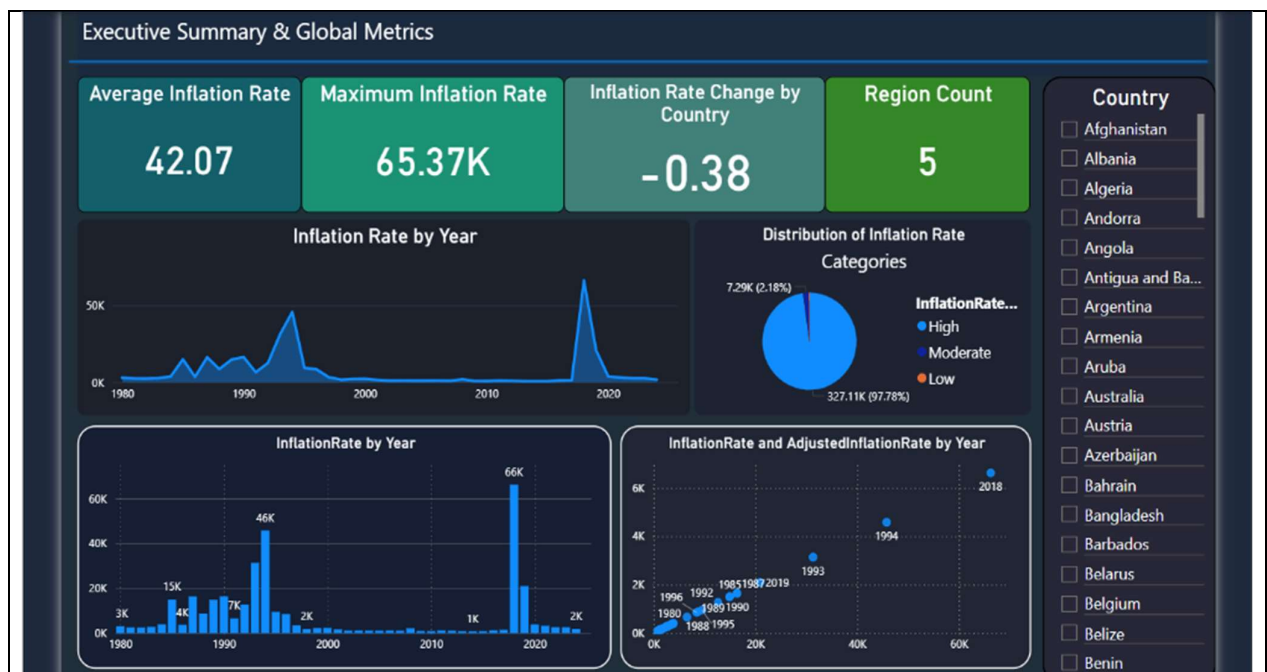 Executive Summary & Global Metrics
Average Inflation Rate
42.07
Maximum Inflation Rate
65.37K
Inflation Rate Change by
Country
-0.38
Region Count
5
Inflation Rate by Year
50K
0K
1980
1990
2000
2010
2020
Distribution of Inflation Rate
Categories
7.29K (2.18%)
327.11K (97.78%)
InflationRate...
High
Moderate
Low
InflationRate by Year
60K
40K
20K
0K
3K
15K
4K
7K
46K
2K
1K
66K
2K
1980
1990
2000
2010
2020
InflationRate and AdjustedInflationRate by Year
6K
4K
2K
0K
2018
1994
1993
2019
1987
1985
1992
1996
1990
1989
1980
1995
1988
0K
20K
40K
60K
Country
Afghanistan
Albania
Algeria
Andorra
Angola
Antigua and Ba...
Argentina
Armenia
Aruba
Australia
Austria
Azerbaijan
Bahrain
Bangladesh
Barbados
Belarus
Belgium
Belize
Benin